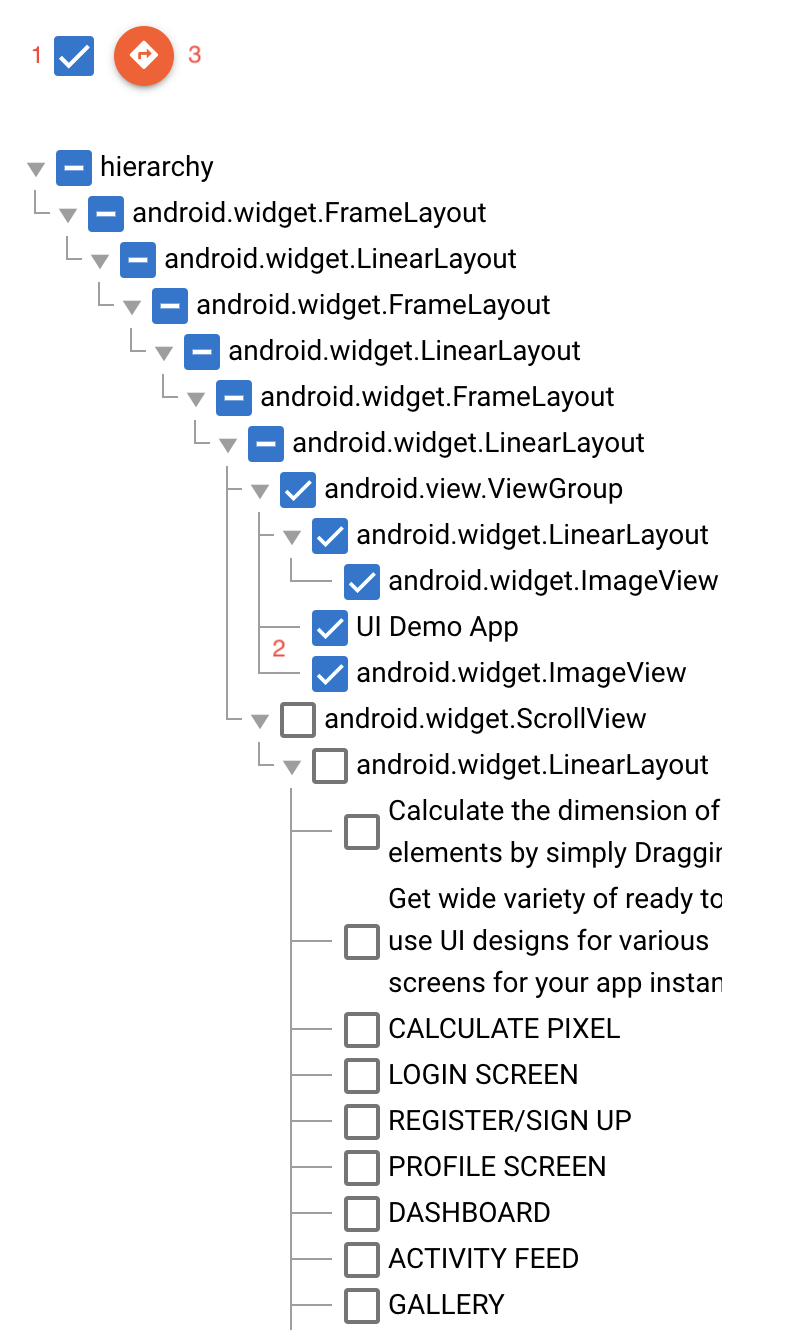 1 3
hierarchy
android.widget.FrameLayout
android.widget.LinearLayout
android.widget.FrameLayout
android.widget.LinearLayout
android.widget.FrameLayout
android.widget.LinearLayout
android.view.ViewGroup
android.widget.LinearLayout
android.widget.ImageView
UI Demo App
2
android.widget.ImageView
android.widget.ScrollView
android.widget.LinearLayout
Calculate the dimension of
elements by simply Draggin
Get wide variety of ready to
use UI designs for various
screens for your app instan
CALCULATE PIXEL
LOGIN SCREEN
REGISTER/SIGN UP
PROFILE SCREEN
DASHBOARD
ACTIVITY FEED
GALLERY